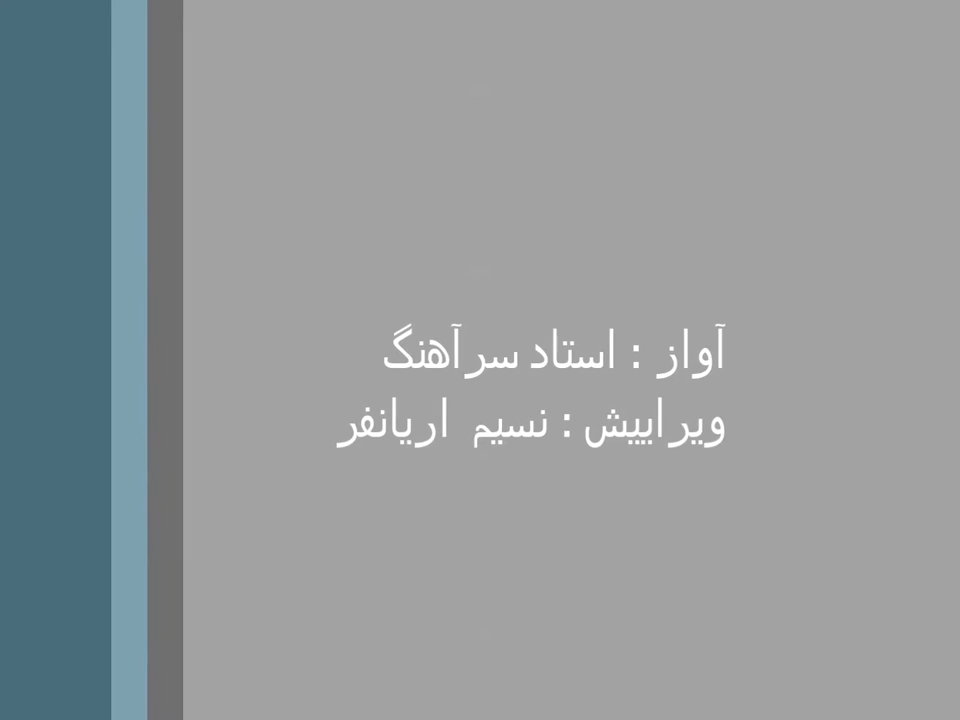 آواز : استاد سرآهنگ
ویراییش : نسیم اریانفر